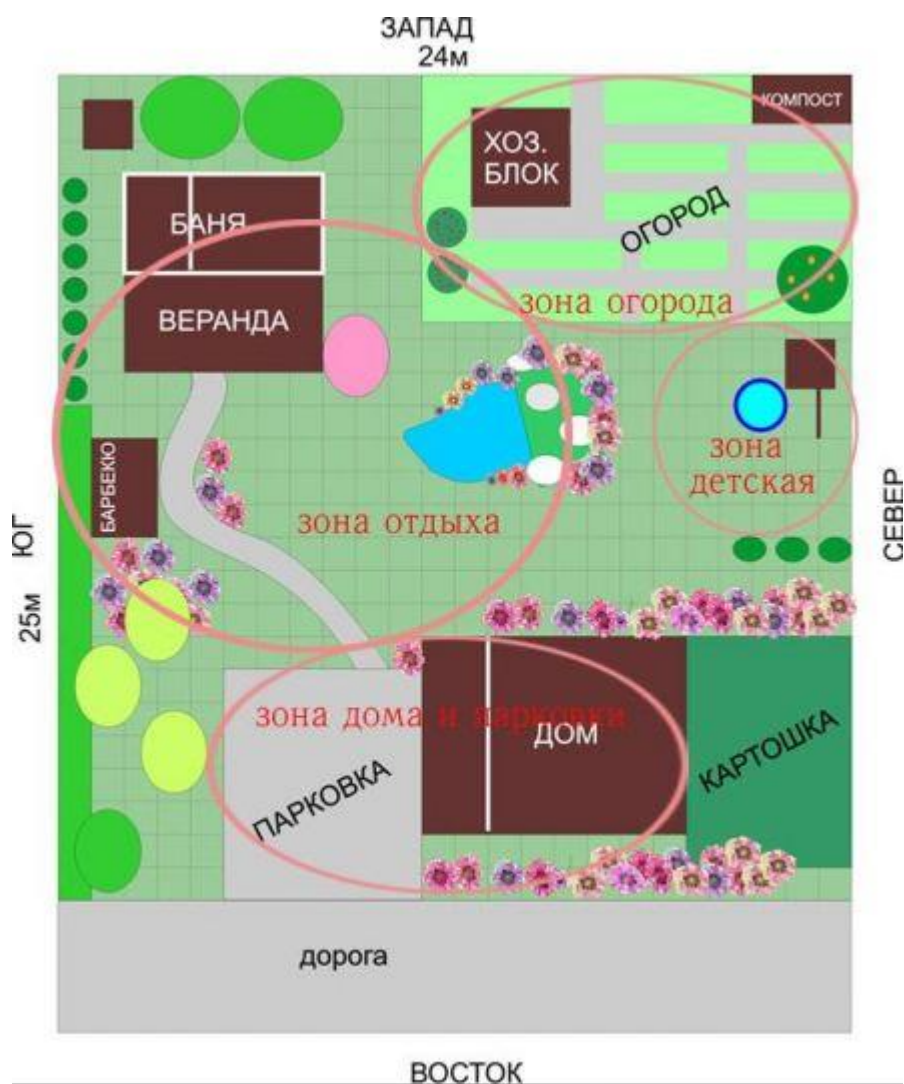 ЗАПАД
24м
КОМПОСТ
ХОЗ.
БЛОК
ОГОРОД
БАНЯ
зона огорода
ВЕРАНДА
зона
детская
БАРБЕКЮ
зона отдыха
ЮГ
25м
СЕВЕР
зона дома и парковки
ДОМ
ПАРКОВКА
КАРТОШКА
дорога
ВОСТОК